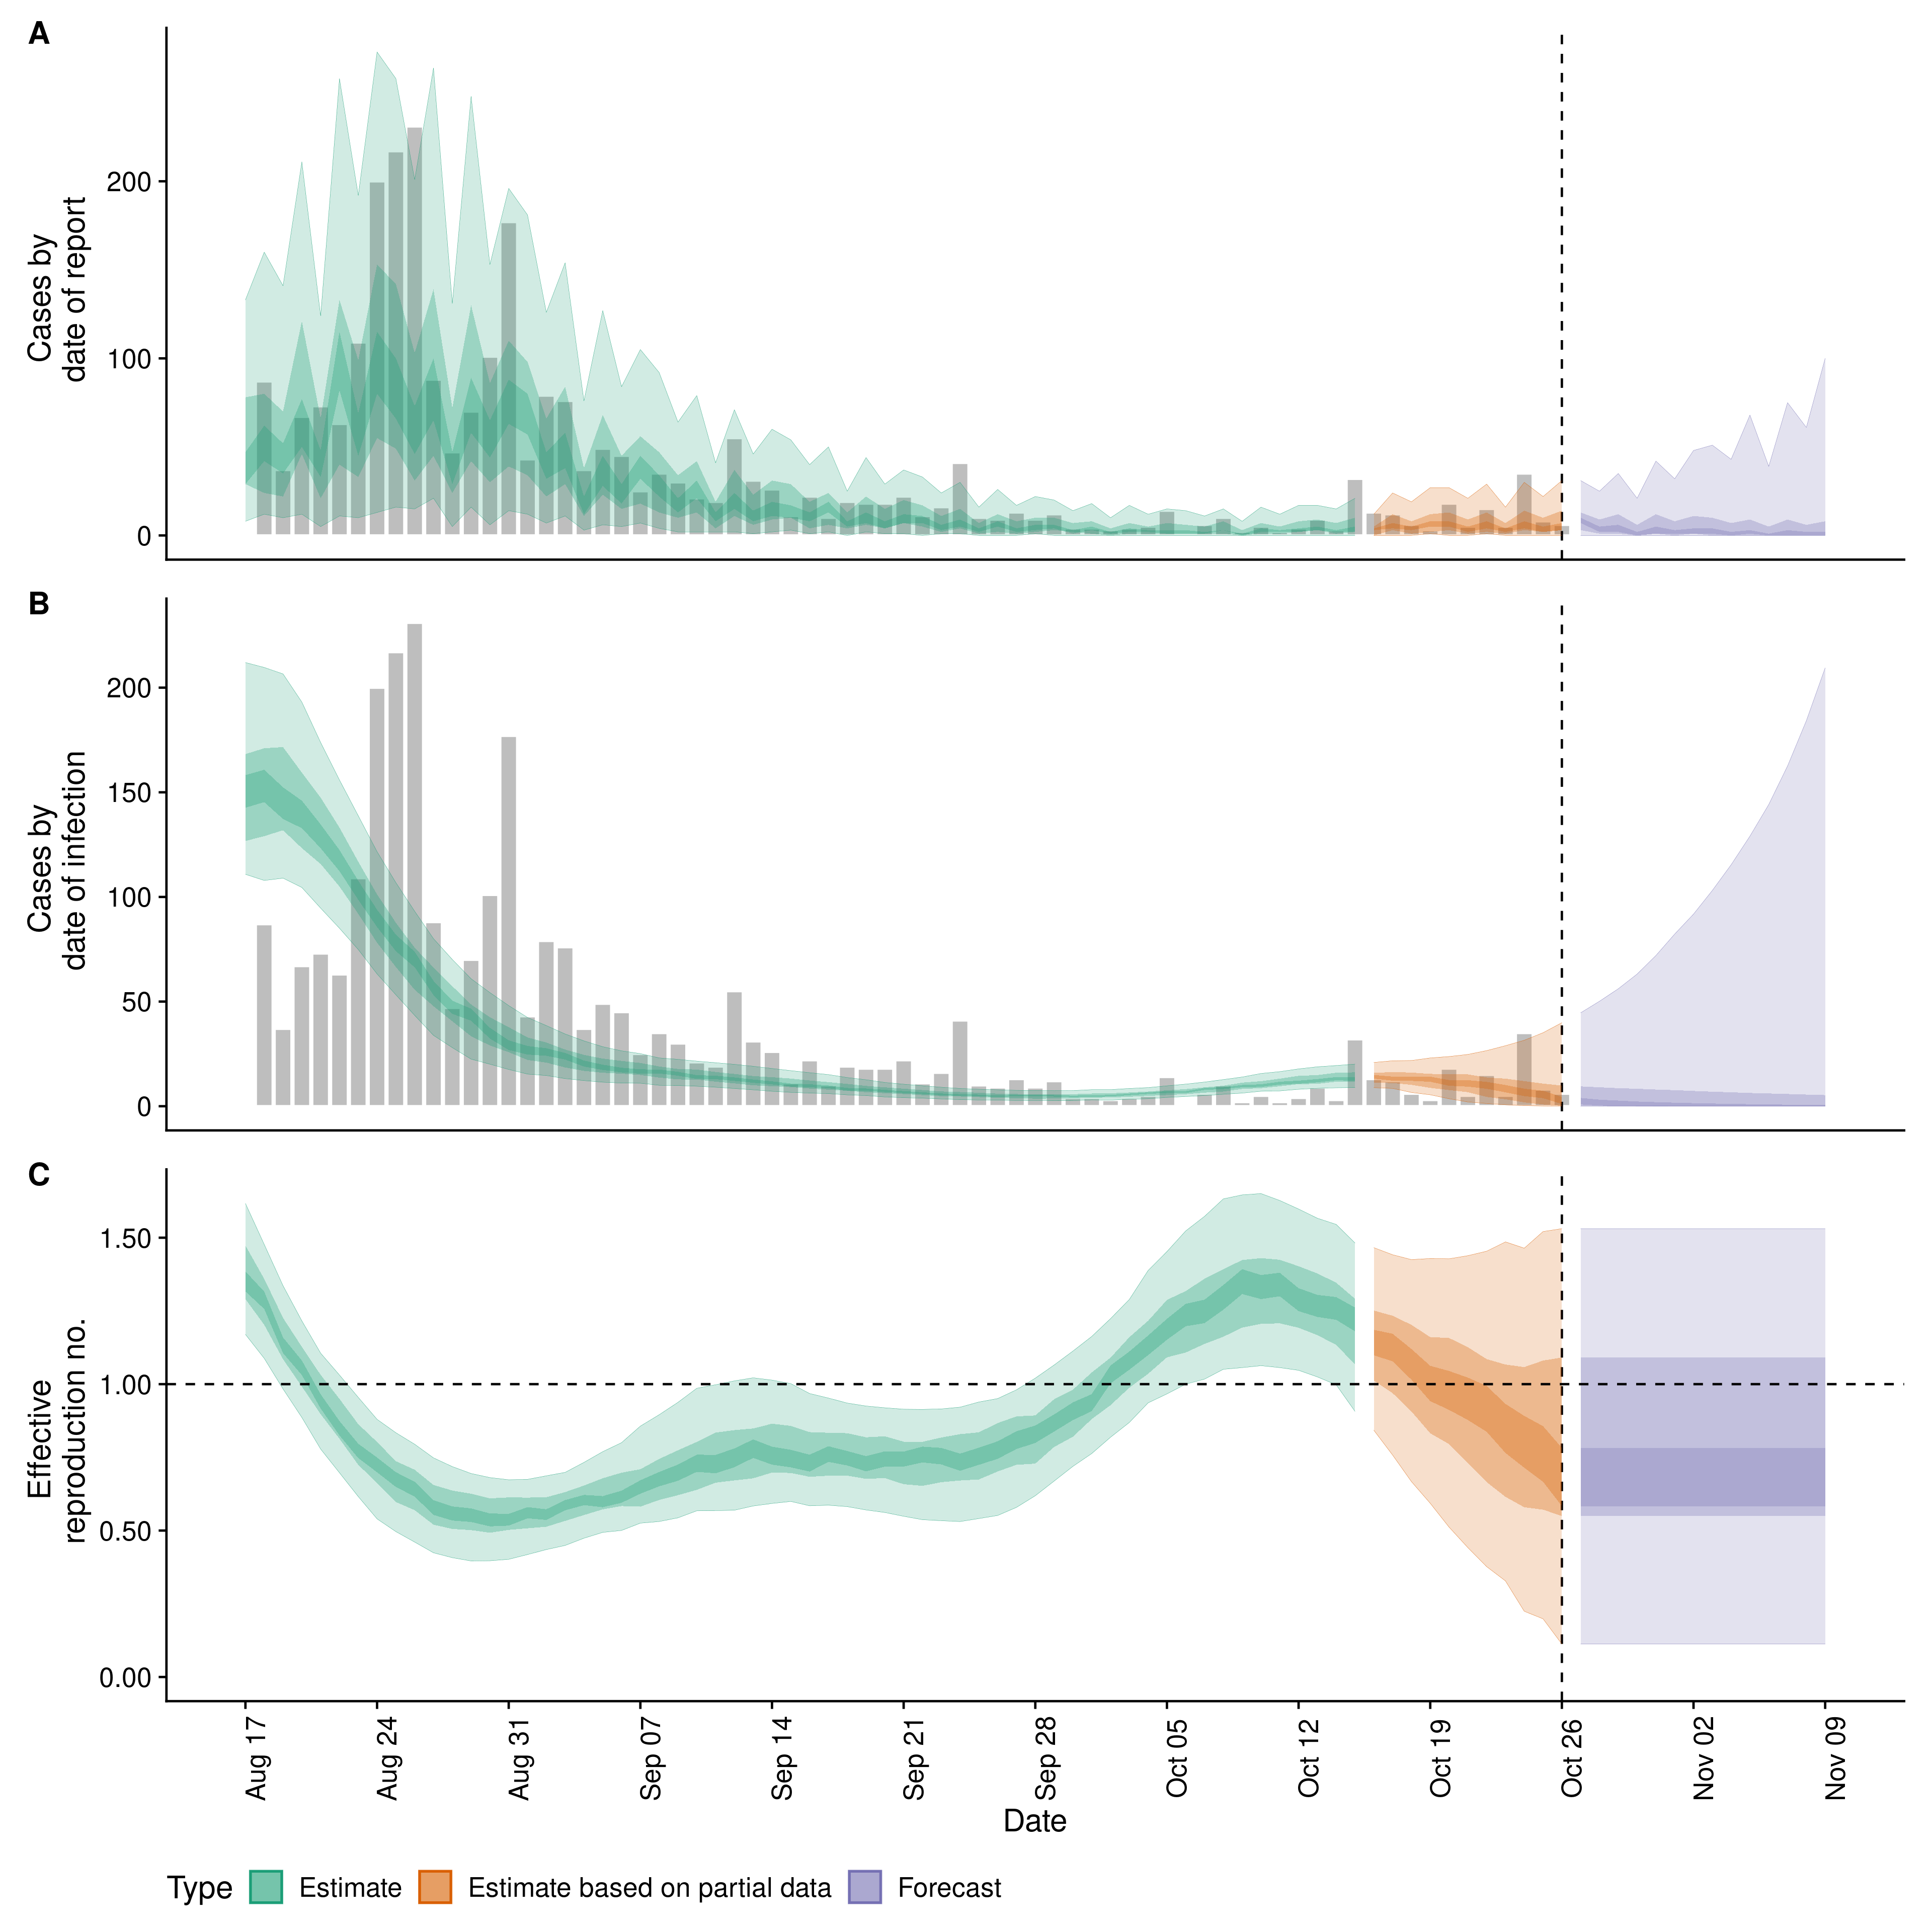 A
Cases by
date of report
200
100
0
B
Cases by
date of infection
200
150
100
50
0
C
Effective
reproduction no.
1.50
1.00
0.50
0.00
Aug 17
Aug 24
Aug 31
Sep 07
Sep 14
Sep 21
Sep 28
Oct 05
Oct 12
Oct 19
Oct 26
Nov 02
Nov 09
Date
Type Estimate Estimate based on partial data Forecast